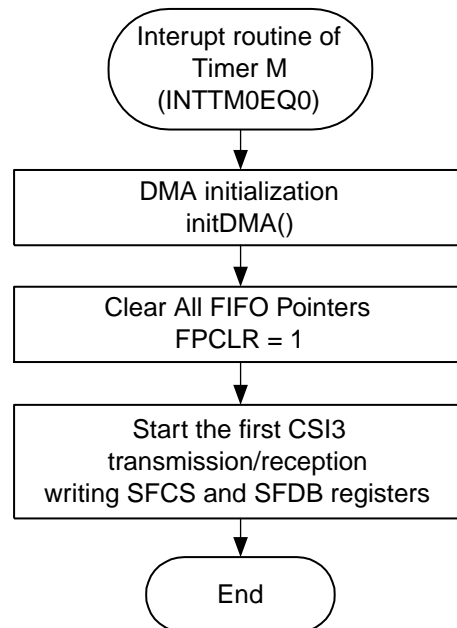 Interupt routine of
Timer M
(INTTM0EQ0)
DMA initialization
initDMA()
Clear All FIFO Pointers
FPCLR = 1
Start the first CSI3
transmission/reception
writing SFCS and SFDB registers
End